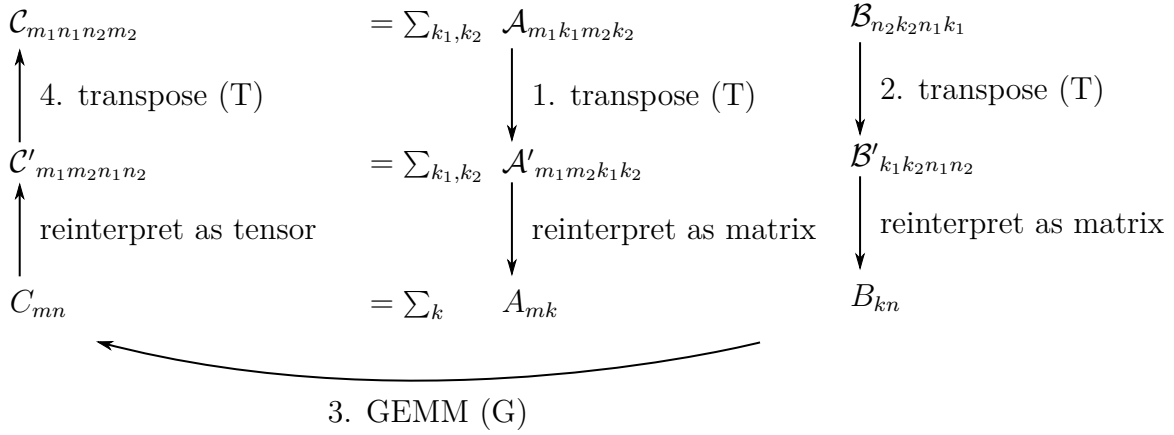 𝒞_{m₁n₁n₂m₂} = ∑_{k₁,k₂} 𝒜_{m₁k₁m₂k₂} ℬ_{n₂k₂n₁k₁}
4. transpose (T) 1. transpose (T) 2. transpose (T)
𝒞'_{m₁m₂n₁n₂} = ∑_{k₁,k₂} 𝒜'_{m₁m₂k₁k₂} ℬ'_{k₁k₂n₁n₂}
reinterpret as tensor reinterpret as matrix reinterpret as matrix
C_{mn} = ∑_k A_{mk} B_{kn}
3. GEMM (G)